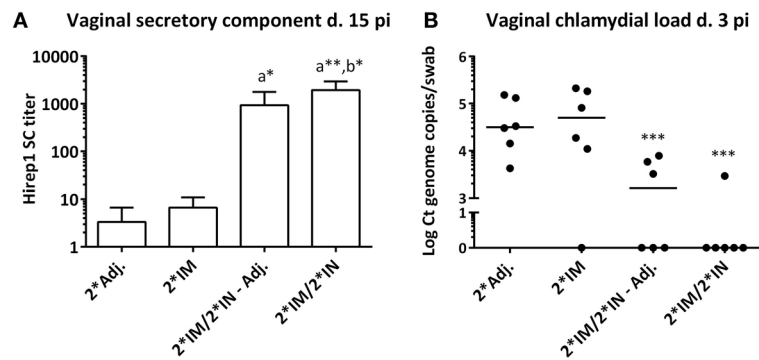 A Vaginal secretory component d. 15 pi
Hirep1 SC titer
10000
1000
100
10
1
a*
a**,b*
2*Adj.
2*IM
2*IM/2*IN - Adj.
2*IM/2*IN
B Vaginal chlamydial load d. 3 pi
Log Ct genome copies/swab
6
5
4
3
1
0
***
***
2*Adj.
2*IM
2*IM/2*IN - Adj.
2*IM/2*IN